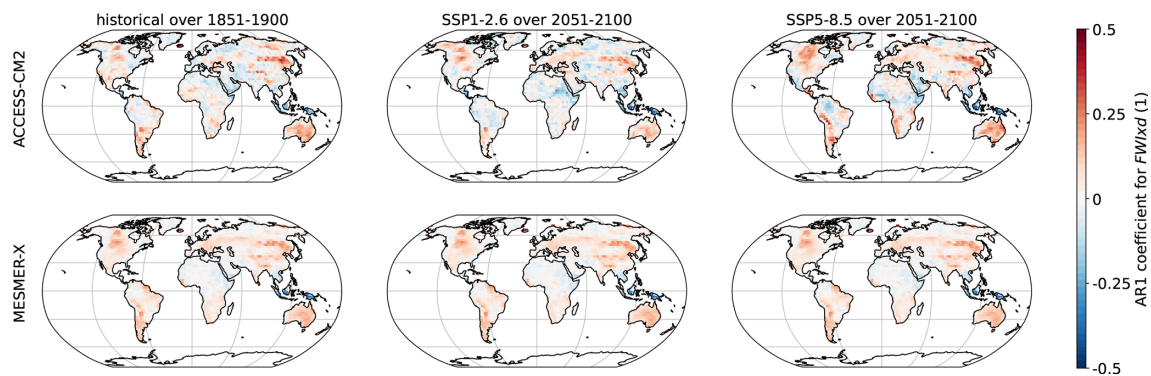 historical over 1851-1900
SSP1-2.6 over 2051-2100
SSP5-8.5 over 2051-2100
ACCESS-CM2
MESMER-X
0.5
0.25
0
-0.25
-0.5
AR1 coefficient for FWIxd (1)